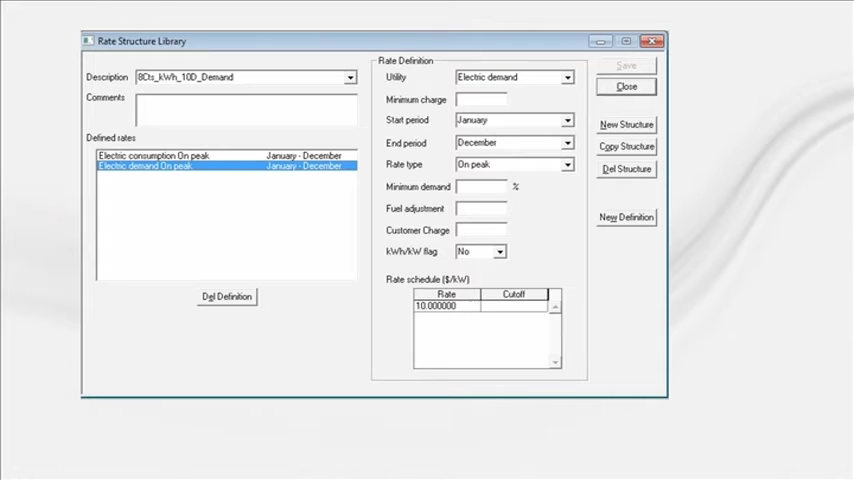 Rate Structure Library
Description 8Cts_kWh_10D_Demand
Comments
Defined rates
Electric consumption On peak January - December
Electric demand On peak January - December
Del Definition
Rate Definition
Utility Electric demand
Minimum charge
Start period January
End period December
Rate type On peak
Minimum demand %
Fuel adjustment
Customer Charge
kWh/kW flag No
Rate schedule ($/kW)
Rate Cutoff
10.000000
Save
Close
New Structure
Copy Structure
Del Structure
New Definition